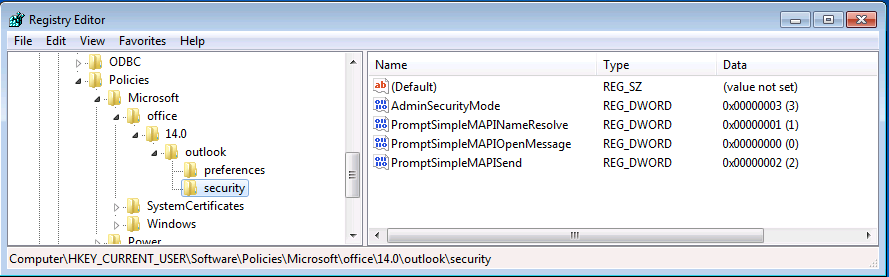 Registry Editor
File Edit View Favorites Help
ODBC
Policies
Microsoft
office
14.0
outlook
preferences
security
SystemCertificates
Windows
Power
Name Type Data
(Default) REG_SZ (value not set)
AdminSecurityMode REG_DWORD 0x00000003 (3)
PromptSimpleMAPINameResolve REG_DWORD 0x00000001 (1)
PromptSimpleMAPIOpenMessage REG_DWORD 0x00000000 (0)
PromptSimpleMAPISend REG_DWORD 0x00000002 (2)
Computer\HKEY_CURRENT_USER\Software\Policies\Microsoft\office\14.0\outlook\security